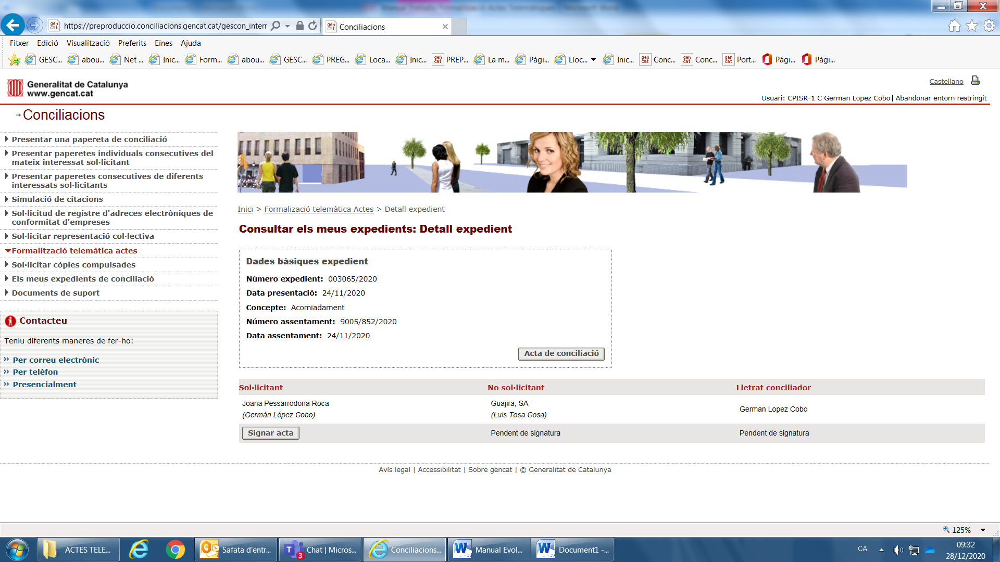 https://preproduccio.conciliacions.gencat.cat/gescon_interr
gen cat
Conciliacions
Fitxer Edició Visualització Preferits Eines Ajuda
GESC... abou... Net ... Inic... Form... abou... GESC... PREG... Loca... Inic... PREP... La m... Pàgi... Lloc... Inic... Conc... Conc... Port... Pági... Pági...
Generalitat de Catalunya
www.gencat.cat
Castellano
Usuari: CPISR-1 C German Lopez Cobo | Abandonar entorn restringit
Conciliacions
Presentar una papereta de conciliació
Presentar paperetes individuals consecutives del
mateix interessat sol·licitant
Presentar paperetes consecutives de diferents
interessats sol·licitants
Simulació de citacions
Sol·licitud de registre d'adreces electròniques de
conformitat d'empreses
Sol·licitar representació col·lectiva
Formalització telemàtica actes
Sol·licitar còpies compulsades
Els meus expedients de conciliació
Documents de suport
Contacteu
Teniu diferents maneres de fer-ho:
Per correu electrònic
Per telèfon
Presencialment
Inici > Formalizació telemàtica Actes > Detall expedient
Consultar els meus expedients: Detall expedient
Dades bàsiques expedient
Número expedient: 003065/2020
Data presentació: 24/11/2020
Concepte: Acomiadament
Número assentament: 9005/852/2020
Data assentament: 24/11/2020
Acta de conciliació
Sol·licitant No sol·licitant Lletrat conciliador
Joana Pessarrodona Roca Guajira, SA
(Germán López Cobo) (Luis Tosa Cosa) German Lopez Cobo
Signar acta Pendent de signatura Pendent de signatura
Avís legal | Accessibilitat | Sobre gencat | © Generalitat de Catalunya
125%
ACTES TELE... Safata d'entr... Chat | Micros... Conciliacions... Manual Evol... Document1 -...
3
CA
09:32
28/12/2020